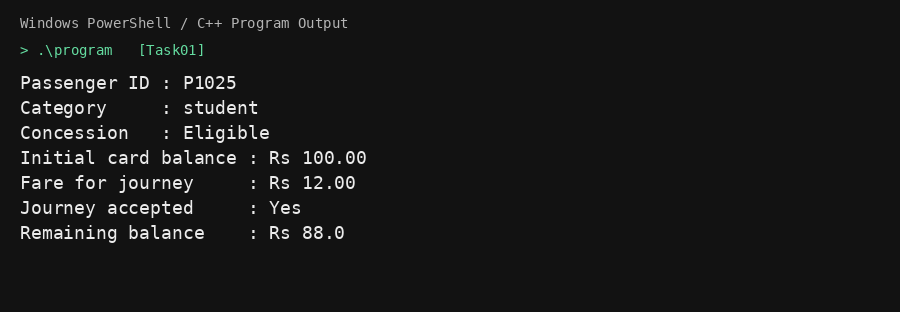 Windows PowerShell / C++ Program Output
> .\program   [Task01]
Passenger ID : P1025
Category     : student
Concession   : Eligible
Initial card balance : Rs 100.00
Fare for journey     : Rs 12.00
Journey accepted     : Yes
Remaining balance    : Rs 88.0